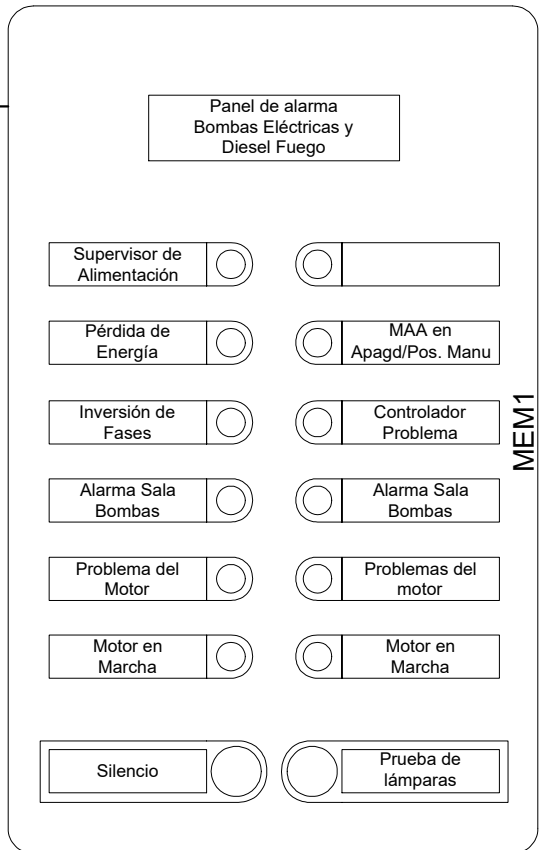 Panel de alarma
Bombas Eléctricas y
Diesel Fuego
Supervisor de
Alimentación
Pérdida de
Energía
MAA en
Apagd/Pos. Manu
Inversión de
Fases
Controlador
Problema
MEM1
Alarma Sala
Bombas
Alarma Sala
Bombas
Problema del
Motor
Problemas del
motor
Motor en
Marcha
Motor en
Marcha
Silencio
Prueba de
lámparas